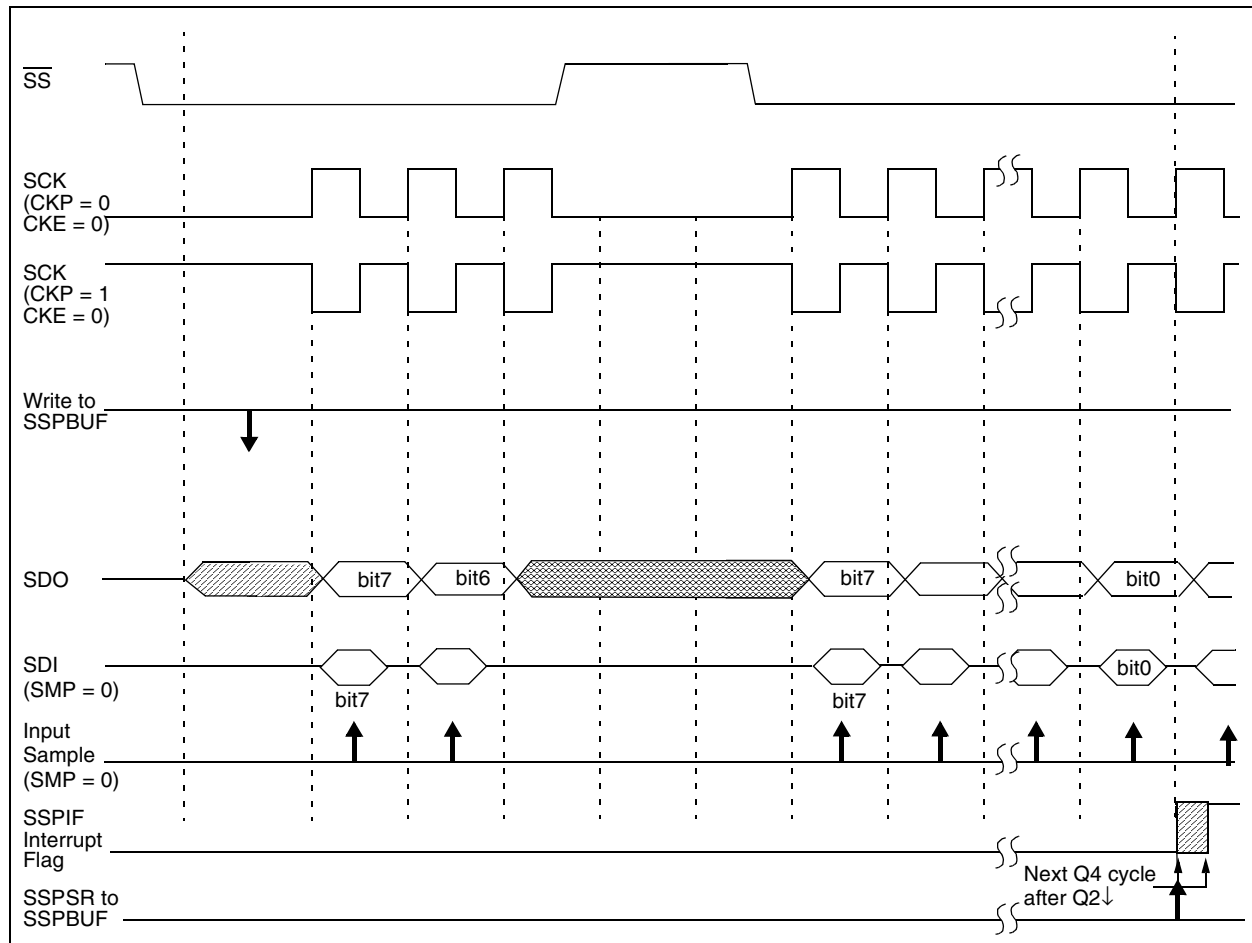 SS
SCK
(CKP = 0
CKE = 0)
SCK
(CKP = 1
CKE = 0)
Write to
SSPBUF
SDO
bit7
bit6
bit7
bit0
SDI
(SMP = 0)
bit7
bit7
bit0
Input
Sample
(SMP = 0)
SSPIF
Interrupt
Flag
Next Q4 cycle
after Q2↓
SSPSR to
SSPBUF